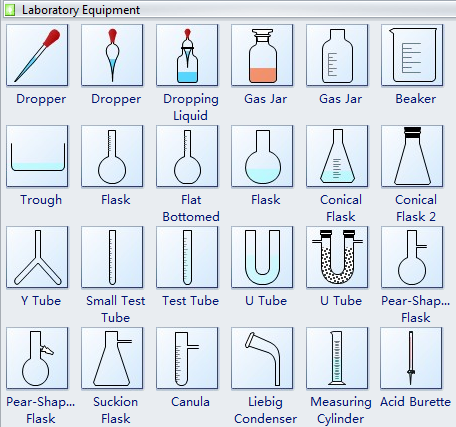 Laboratory Equipment
Dropper
Dropper
Dropping
Liquid
Gas Jar
Gas Jar
Beaker
Trough
Flask
Flat
Bottomed
Flask
Conical
Flask
Conical
Flask 2
Y Tube
Small Test
Tube
Test Tube
U Tube
U Tube
Pear-Shap...
Flask
Pear-Shap...
Flask
Suckion
Flask
Canula
Liebig
Condenser
Measuring
Cylinder
Acid Burette